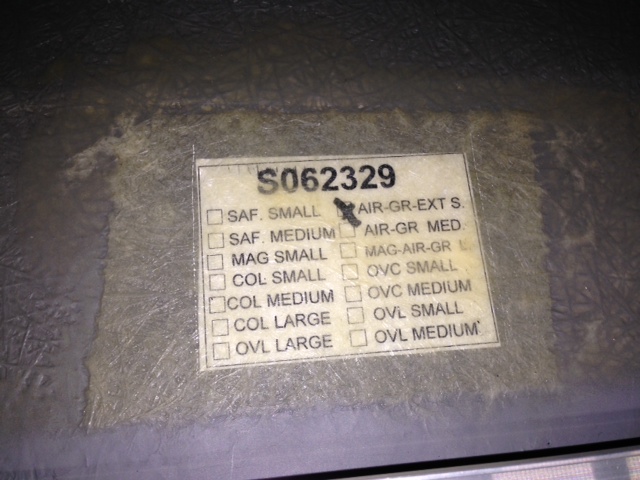 S062329
SAF. SMALL AIR-GR-EXT S.
SAF. MEDIUM AIR-GR MED.
MAG SMALL MAG-AIR-GR L
COL SMALL OVC SMALL
COL MEDIUM OVC MEDIUM
COL LARGE OVL SMALL
OVL LARGE OVL MEDIUM